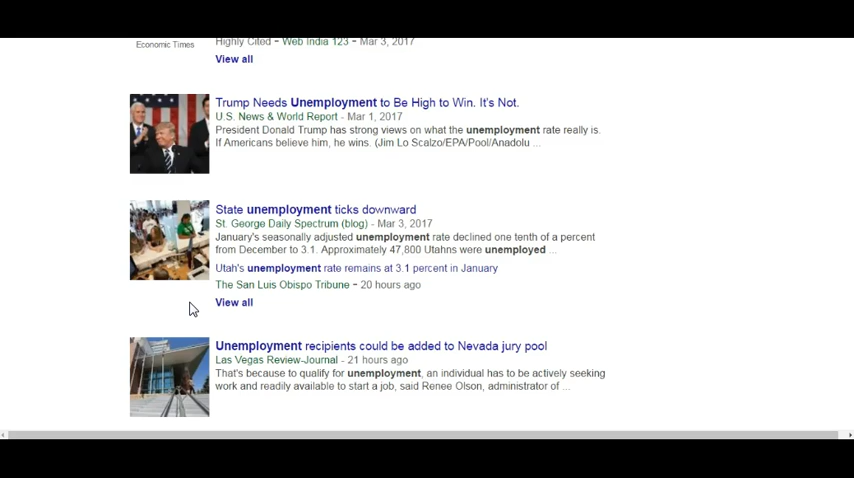 Economic Times
Highly Cited - Web India 123 - Mar 3, 2017
View all
Trump Needs Unemployment to Be High to Win. It's Not.
U.S. News & World Report - Mar 1, 2017
President Donald Trump has strong views on what the unemployment rate really is.
If Americans believe him, he wins. (Jim Lo Scalzo/EPA/Pool/Anadolu ...
State unemployment ticks downward
St. George Daily Spectrum (blog) - Mar 3, 2017
January's seasonally adjusted unemployment rate declined one tenth of a percent
from December to 3.1. Approximately 47,800 Utahns were unemployed ...
Utah's unemployment rate remains at 3.1 percent in January
The San Luis Obispo Tribune - 20 hours ago
View all
Unemployment recipients could be added to Nevada jury pool
Las Vegas Review-Journal - 21 hours ago
That's because to qualify for unemployment, an individual has to be actively seeking
work and readily available to start a job, said Renee Olson, administrator of ...